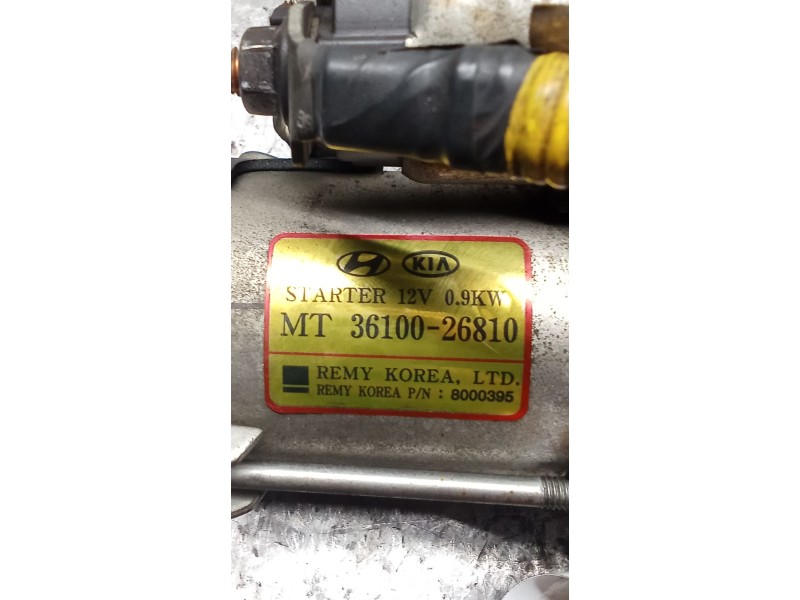 KIA
STARTER 12V 0.9KW
MT 36100-26810
REMY KOREA, LTD.
REMY KOREA P/N : 8000395